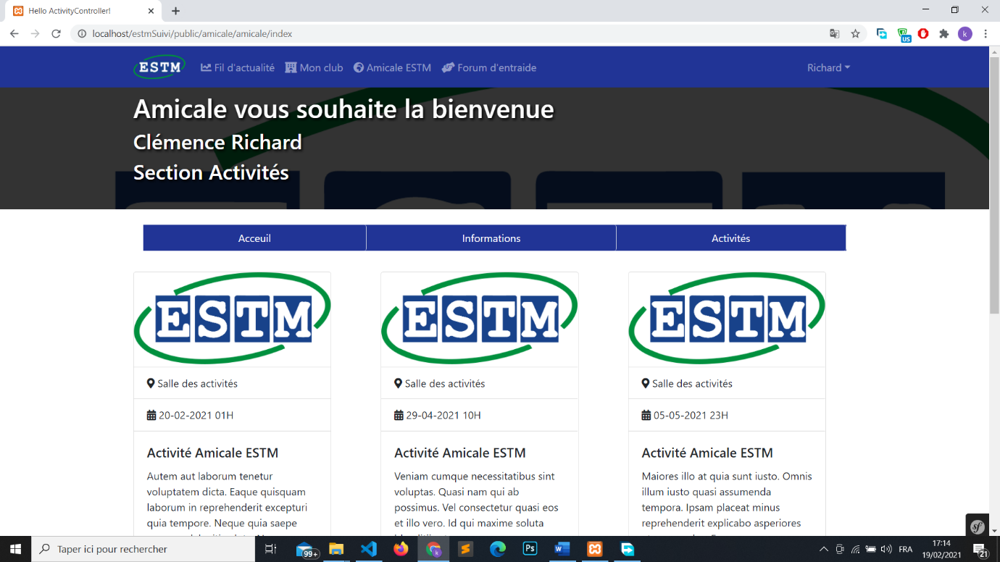 Hello ActivityController!
localhost/estmSuivi/public/amicale/amicale/index
US
k
ESTM
Fil d'actualité
Mon club
Amicale ESTM
Forum d'entraide
Richard
Amicale vous souhaite la bienvenue
Clémence Richard
Section Activités
Acceuil
Informations
Activités
ESTM
ESTM
ESTM
Salle des activités
Salle des activités
Salle des activités
20-02-2021 01H
29-04-2021 10H
05-05-2021 23H
Activité Amicale ESTM
Autem aut laborum tenetur
voluptatem dicta. Eaque quisquam
laborum in reprehenderit excepturi
quia tempore. Neque quia saepe
Activité Amicale ESTM
Veniam cumque necessitatibus sint
voluptas. Quasi nam qui ab
possimus. Vel consectetur quasi eos
et illo vero. Id qui maxime soluta
Activité Amicale ESTM
Maiores illo at quia sunt iusto. Omnis
illum iusto quasi assumenda
tempora. Ipsam placeat minus
reprehenderit explicabo asperiores
sf
Taper ici pour rechercher
99+
k
Ps
FRA
17:14
19/02/2021
21